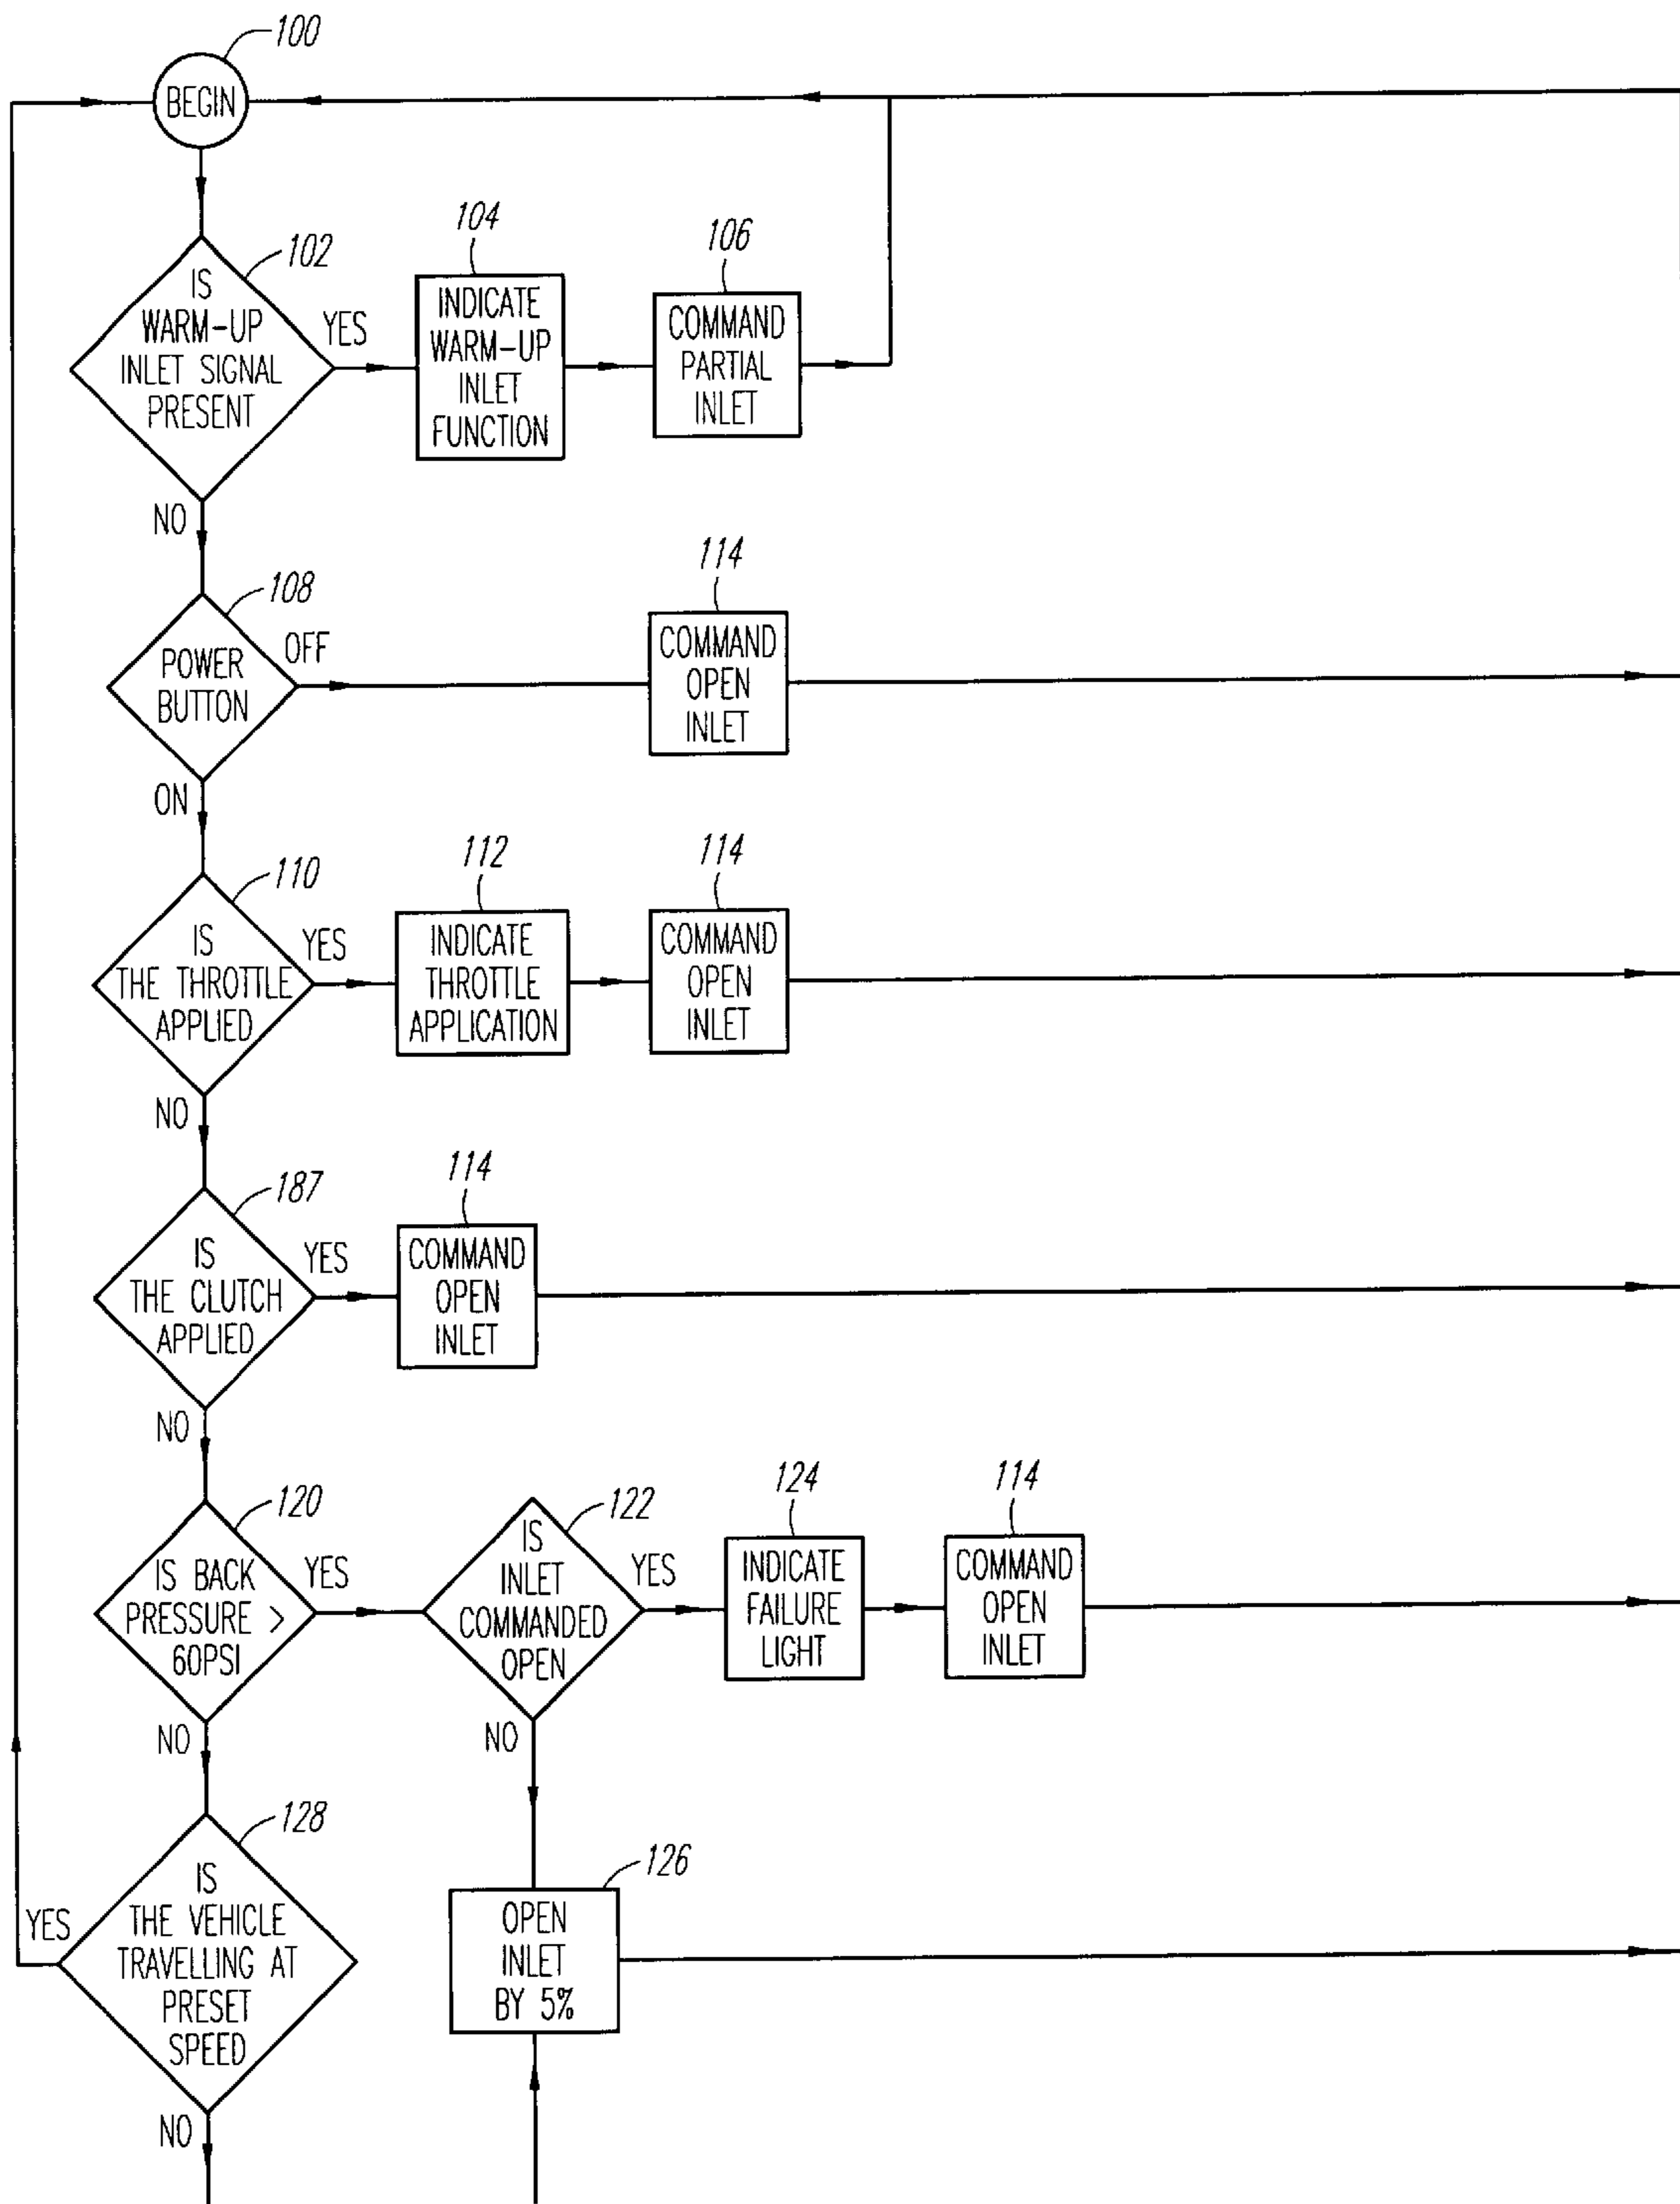 100
BEGIN
102
IS
WARM-UP
INLET SIGNAL
PRESENT
YES
NO
104
INDICATE
WARM-UP
INLET
FUNCTION
106
COMMAND
PARTIAL
INLET
108
POWER
BUTTON
OFF
ON
114
COMMAND
OPEN
INLET
110
IS
THE THROTTLE
APPLIED
YES
NO
112
INDICATE
THROTTLE
APPLICATION
114
COMMAND
OPEN
INLET
187
IS
THE CLUTCH
APPLIED
YES
NO
114
COMMAND
OPEN
INLET
120
IS BACK
PRESSURE >
60PSI
YES
NO
122
IS
INLET
COMMANDED
OPEN
YES
NO
124
INDICATE
FAILURE
LIGHT
114
COMMAND
OPEN
INLET
128
IS
THE VEHICLE
TRAVELLING AT
PRESET
SPEED
YES
NO
126
OPEN
INLET
BY 5%